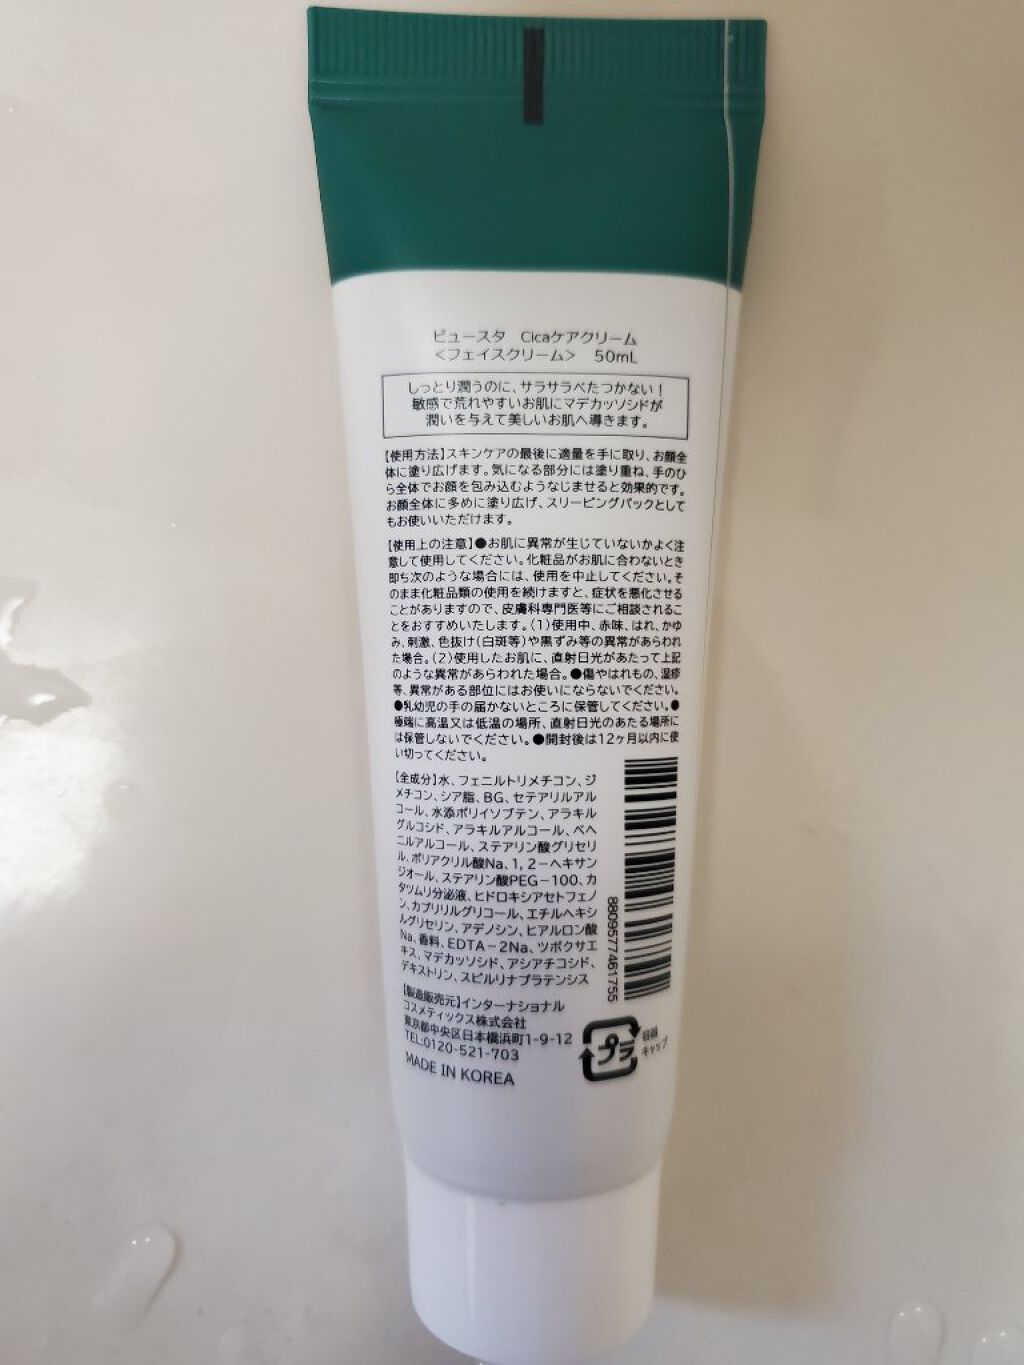 ビュースタ Cicaケアクリーム
＜フェイスクリーム＞ 50mL
しっとり潤うのに、サラサラべたつかない！
敏感で荒れやすいお肌にマデカッソシドが
潤いを与えて美しいお肌へ導きます。
【使用方法】スキンケアの最後に適量を手に取り、お顔全
体に塗り広げます。気になる部分には塗り重ね、手のひ
ら全体でお顔を包み込むようなじませると効果的です。
お顔全体に多めに塗り広げ、スリーピングパックとして
もお使いいただけます。
【使用上の注意】●お肌に異常が生じていないかよく注
意して使用してください。化粧品がお肌に合わないとき
即ち次のような場合には、使用を中止してください。そ
のまま化粧品類の使用を続けますと、症状を悪化させる
ことがありますので、皮膚科専門医等にご相談されるこ
とをおすすめいたします。(1)使用中、赤味、はれ、かゆ
み、刺激、色抜け(白斑等)や黒ずみ等の異常があらわれ
た場合。(2)使用したお肌に、直射日光があたって上記
のような異常があらわれた場合。●傷やはれもの、湿疹
等、異常がある部位にはお使いにならないでください。
●乳幼児の手の届かないところに保管してください。●
極端に高温又は低温の場所、直射日光のあたる場所に
は保管しないでください。●開封後は12ヶ月以内に使
い切ってください。
【全成分】水、フェニルトリメチコン、ジ
メチコン、シア脂、BG、セテアリルアル
コール、水添ポリイソブテン、アラキル
グルコシド、アラキルアルコール、ベヘ
ニルアルコール、ステアリン酸グリセリ
ル、ポリアクリル酸Na、1，2－ヘキサン
ジオール、ステアリン酸PEG－100、カ
タツムリ分泌液、ヒドロキシアセトフェノ
ン、カプリリルグリコール、エチルヘキシ
ルグリセリン、アデノシン、ヒアルロン酸
Na、香料、EDTA－2Na、ツボクサエ
キス、マデカッソシド、アシアチコシド、
デキストリン、スピルリナプラテンシス
8809577461755
【製造販売元】インターナショナル
コスメティックス株式会社
東京都中央区日本橋浜町1-9-12
TEL:0120-521-703
MADE IN KOREA
プラ
容器
キャップ